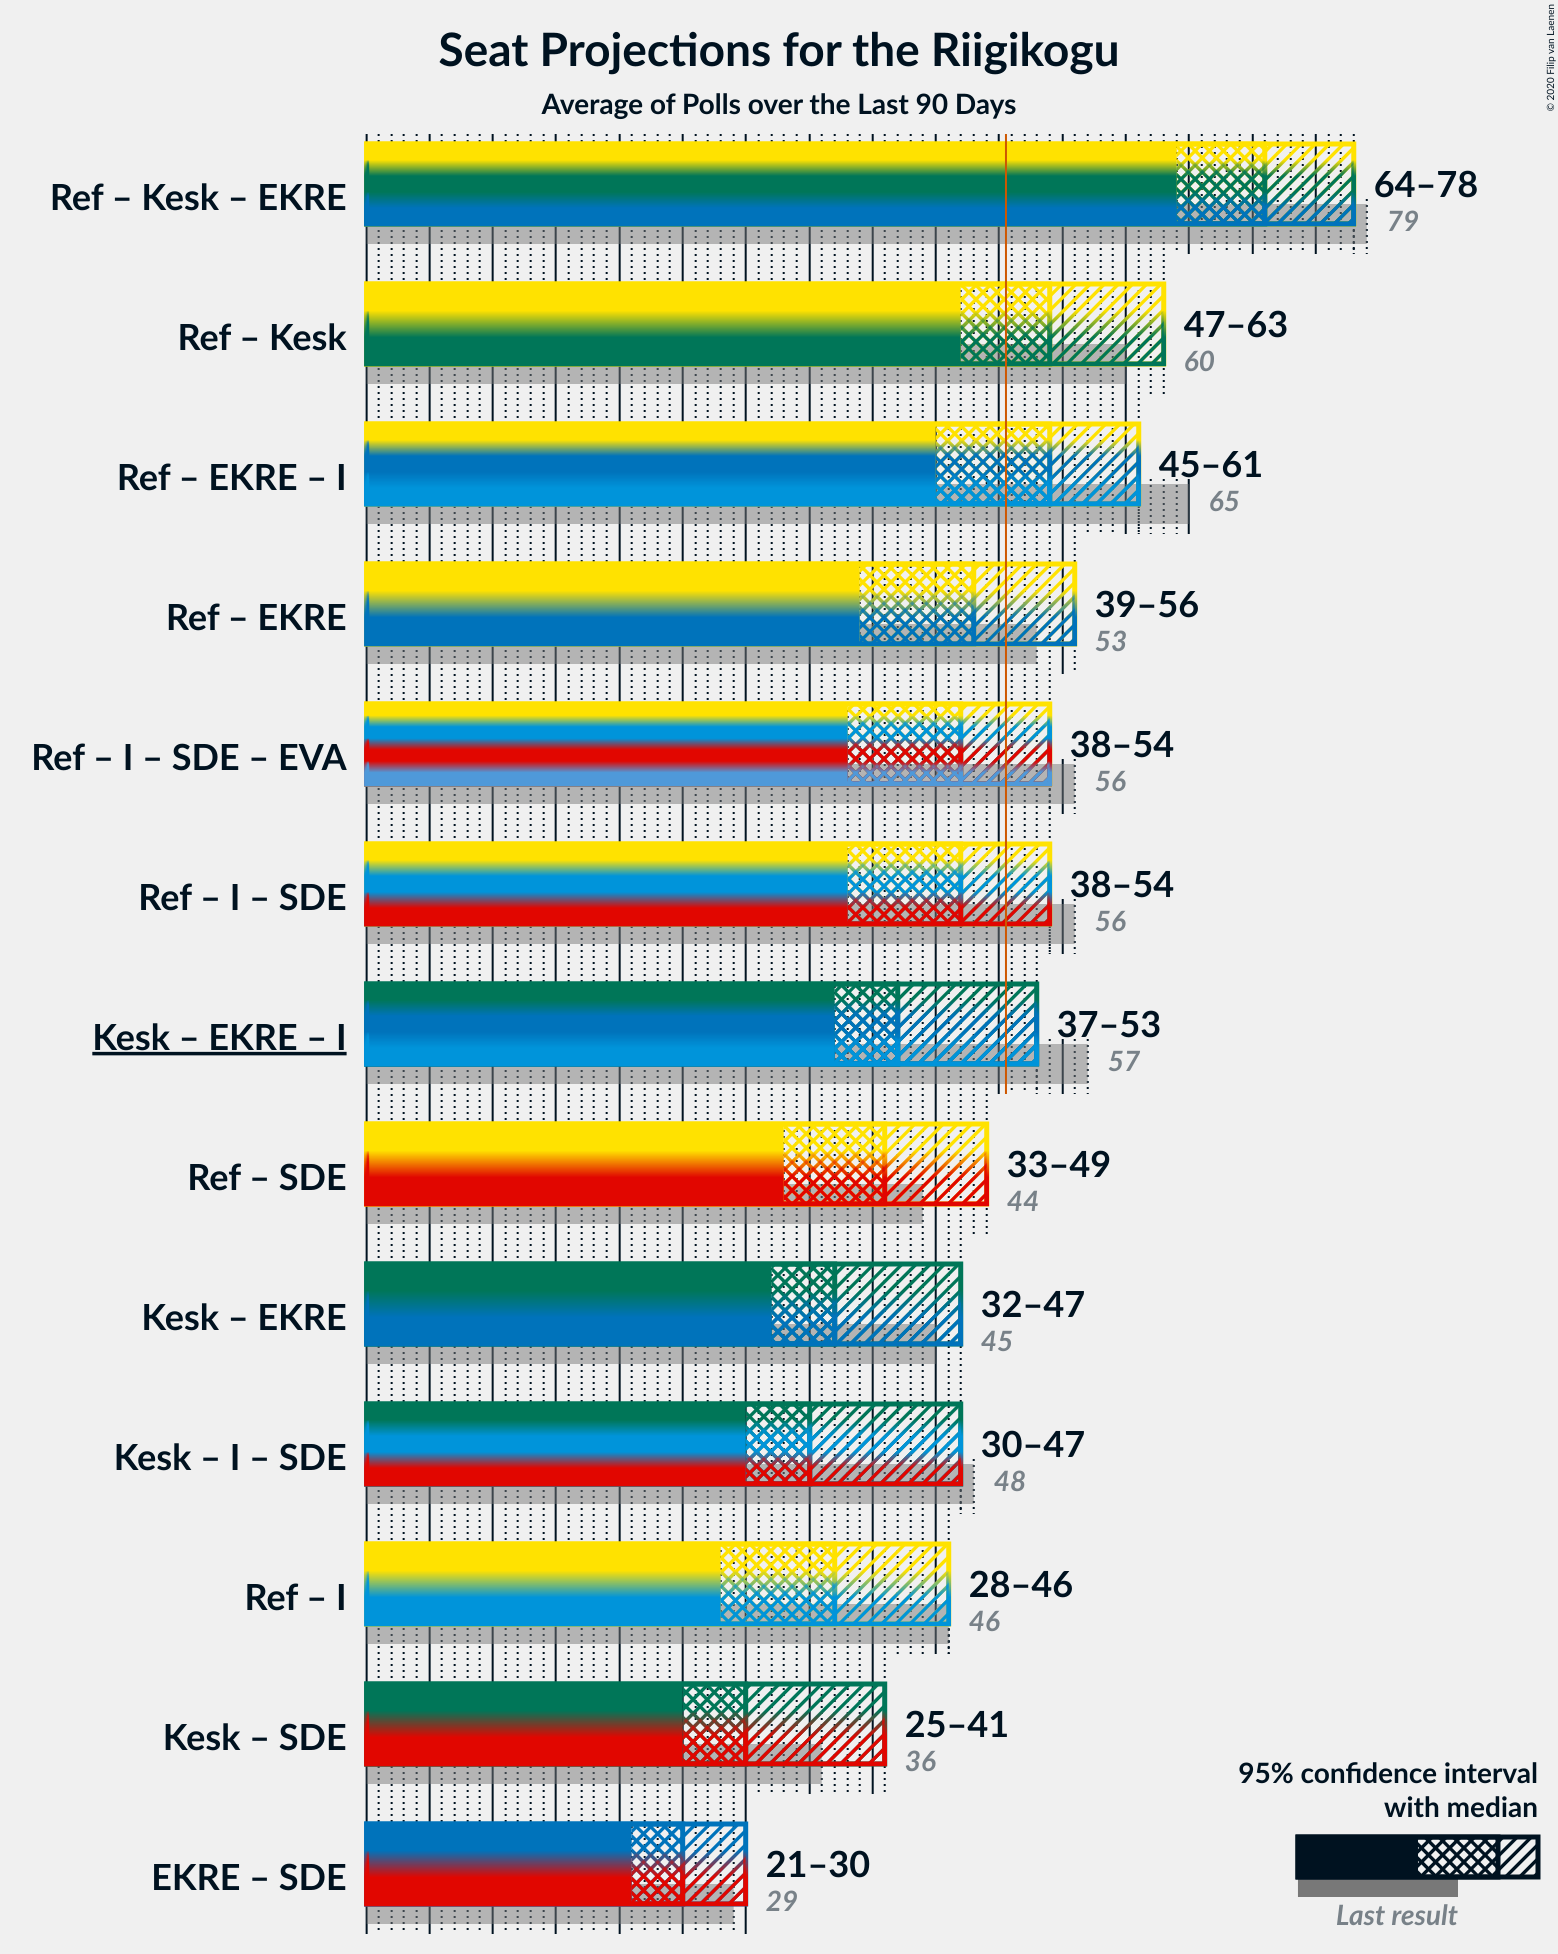 Seat Projections for the Riigikogu
Average of Polls over the Last 90 Days
© 2020 Filip van Laenen
Ref – Kesk – EKRE
64–78
79
Ref – Kesk
47–63
60
Ref – EKRE – I
45–61
65
Ref – EKRE
39–56
53
Ref – I – SDE – EVA
38–54
56
Ref – I – SDE
38–54
56
Kesk – EKRE – I
37–53
57
Ref – SDE
33–49
44
Kesk – EKRE
32–47
45
Kesk – I – SDE
30–47
48
Ref – I
28–46
46
Kesk – SDE
25–41
36
EKRE – SDE
21–30
29
95% confidence interval
with median
Last result